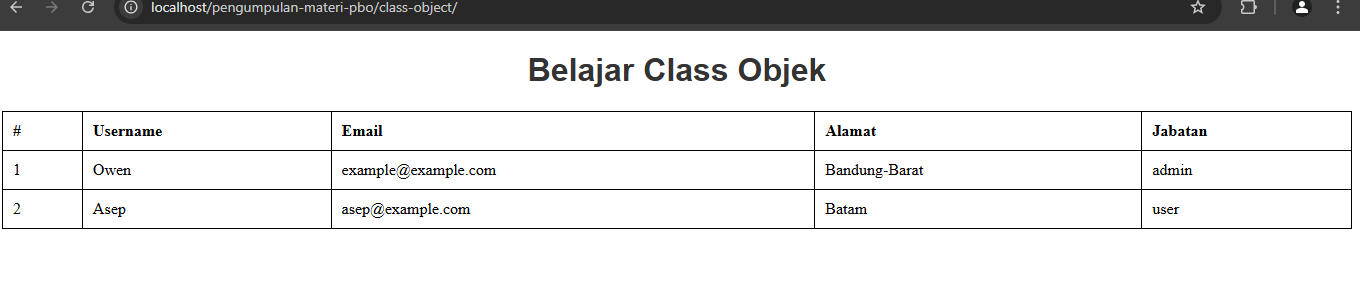 localhost/pengumpulan-materi-pbo/class-object/
Belajar Class Objek
# Username Email Alamat Jabatan
1 Owen example@example.com Bandung-Barat admin
2 Asep asep@example.com Batam user